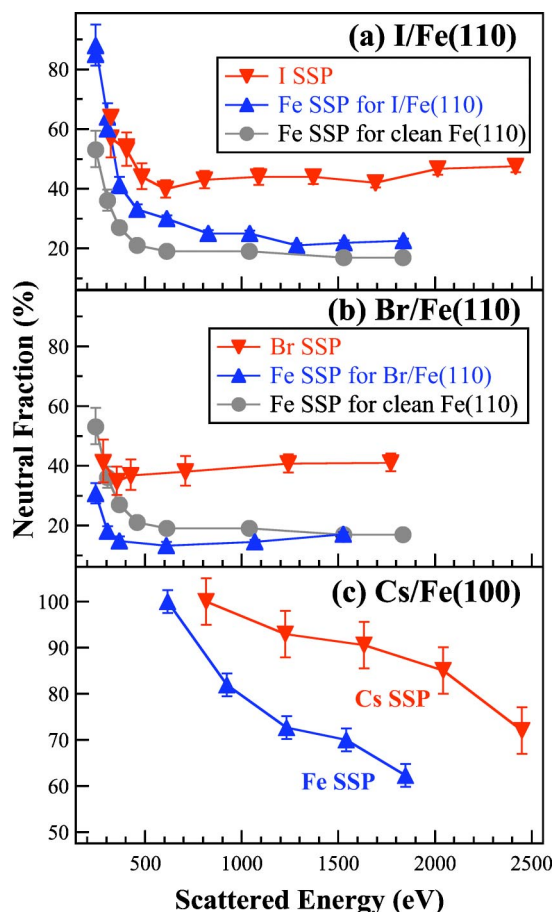 (a) I/Fe(110)
I SSP
Fe SSP for I/Fe(110)
Fe SSP for clean Fe(110)
80
60
40
20
(b) Br/Fe(110)
Br SSP
Fe SSP for Br/Fe(110)
Fe SSP for clean Fe(110)
80
60
40
20
Neutral Fraction (%)
(c) Cs/Fe(100)
Cs SSP
Fe SSP
100
90
80
70
60
50
500 1000 1500 2000 2500
Scattered Energy (eV)